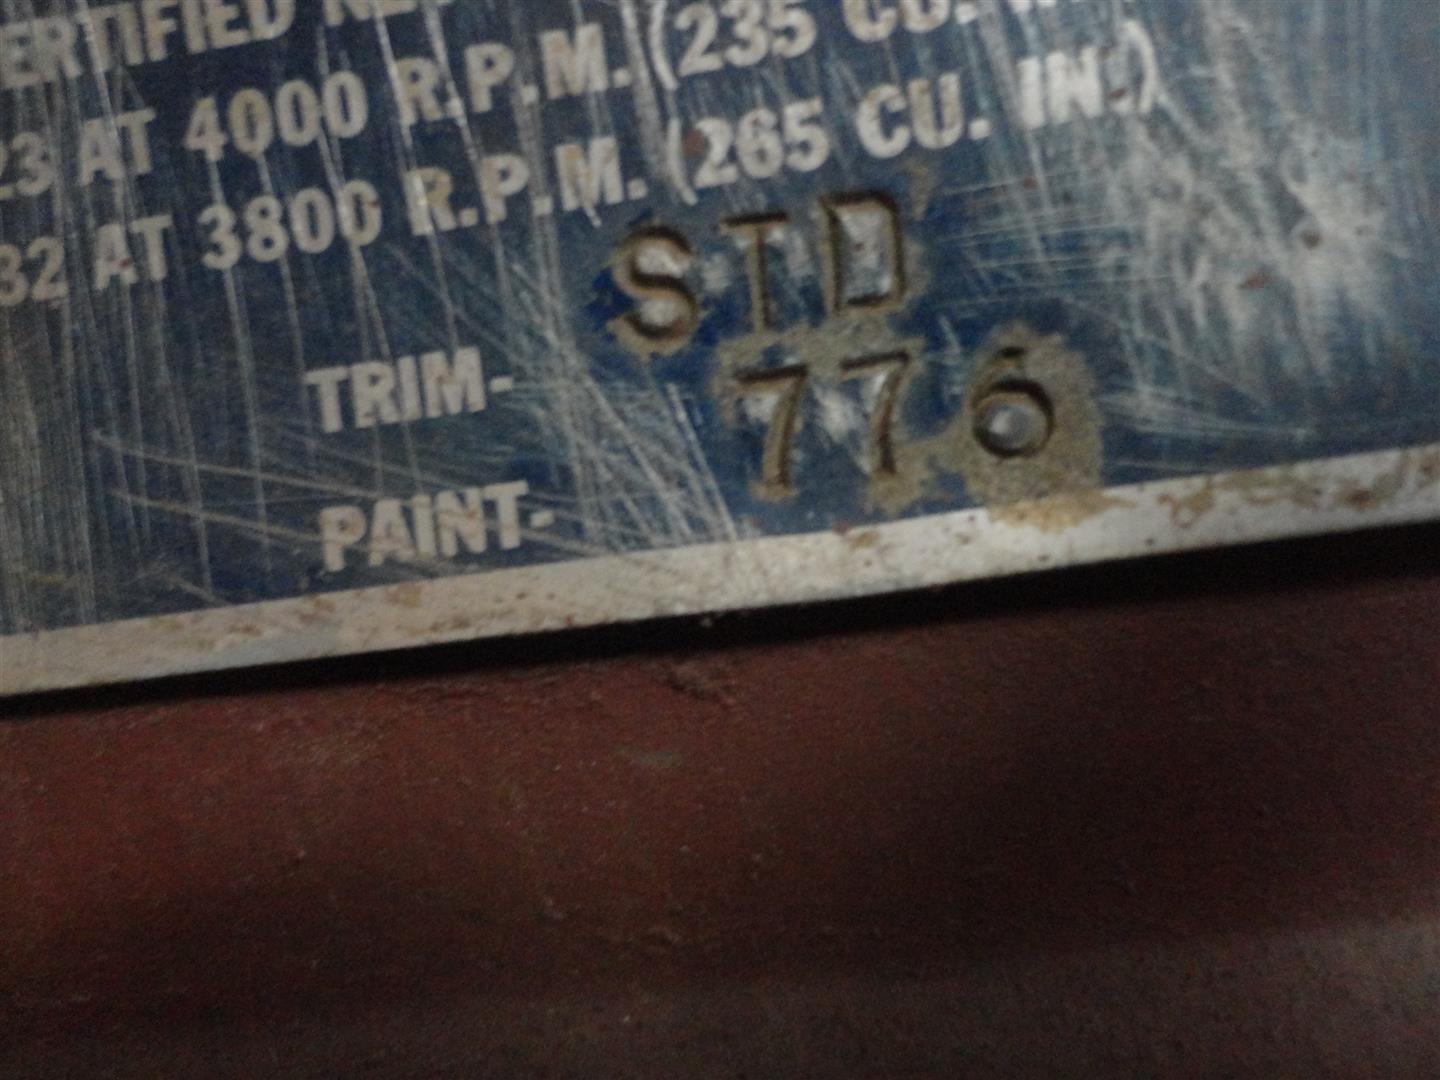 ERTIFIED
23 AT 4000 R.P.M. (235 CU.
32 AT 3800 R.P.M. (265 CU. IN.)
TRIM- STD
PAINT- 776